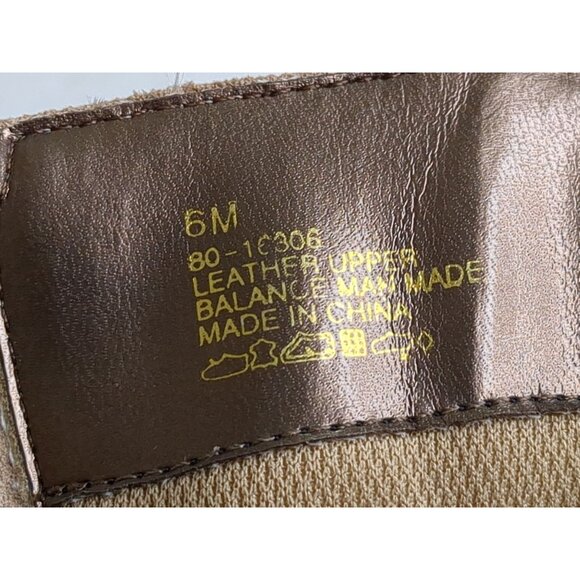 6M
80-16306
LEATHER UPPER
BALANCE MAN MADE
MADE IN CHINA